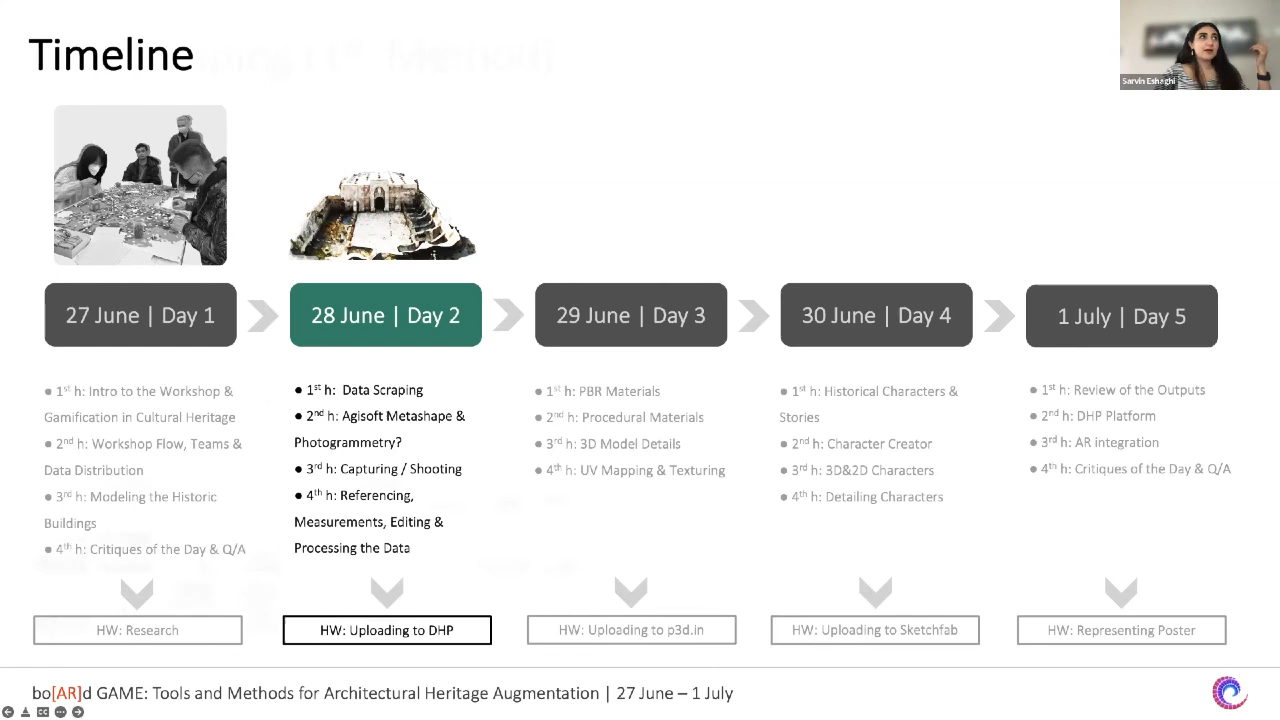 Timeline
Sarvin Eshaghi
27 June | Day 1
28 June | Day 2
29 June | Day 3
30 June | Day 4
1 July | Day 5
● 1st h: Intro to the Workshop &
Gamification in Cultural Heritage
● 2nd h: Workshop Flow, Teams &
Data Distribution
● 3rd h: Modeling the Historic
Buildings
● 4th h: Critiques of the Day & Q/A
● 1st h: Data Scraping
● 2nd h: Agisoft Metashape &
Photogrammetry?
● 3rd h: Capturing / Shooting
● 4th h: Referencing,
Measurements, Editing &
Processing the Data
● 1st h: PBR Materials
● 2nd h: Procedural Materials
● 3rd h: 3D Model Details
● 4th h: UV Mapping & Texturing
● 1st h: Historical Characters &
Stories
● 2nd h: Character Creator
● 3rd h: 3D&2D Characters
● 4th h: Detailing Characters
● 1st h: Review of the Outputs
● 2nd h: DHP Platform
● 3rd h: AR integration
● 4th h: Critiques of the Day & Q/A
HW: Research
HW: Uploading to DHP
HW: Uploading to p3d.in
HW: Uploading to Sketchfab
HW: Representing Poster
bo[AR]d GAME: Tools and Methods for Architectural Heritage Augmentation | 27 June – 1 July